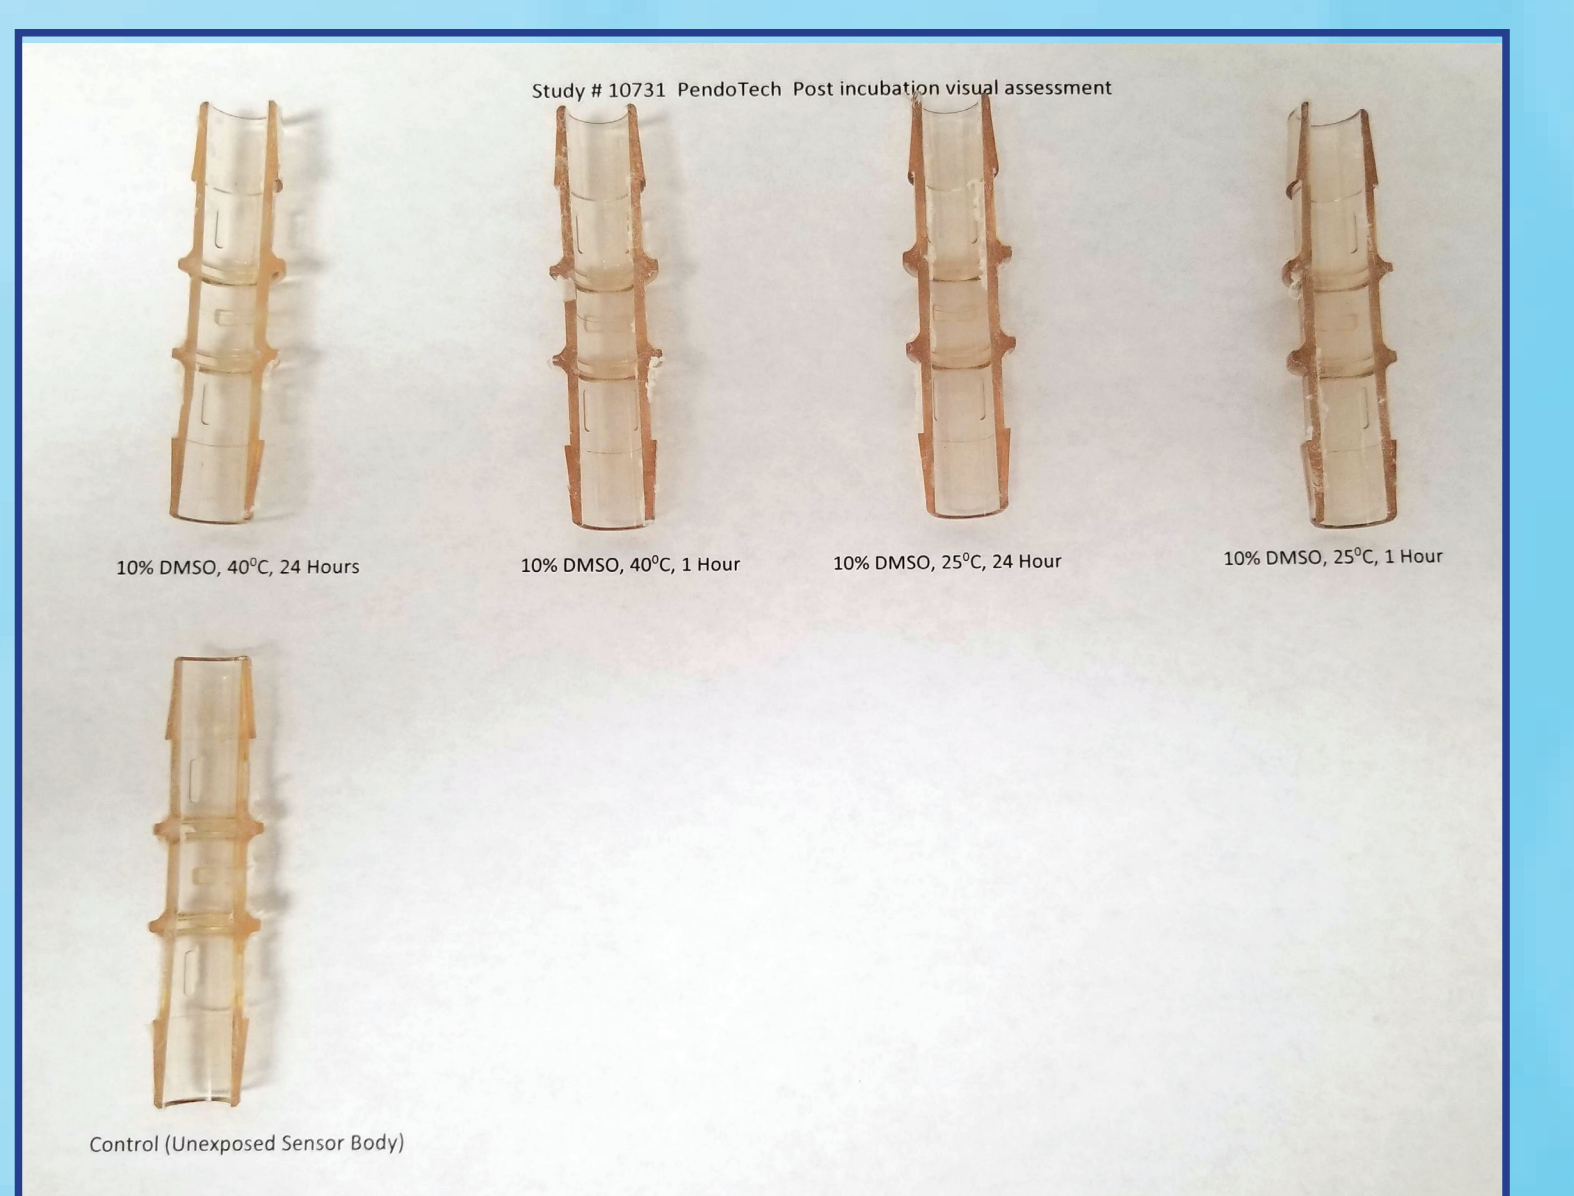 Study # 10731 PendoTech Post incubation visual assessment
10% DMSO, 40⁰C, 24 Hours
10% DMSO, 40⁰C, 1 Hour
10% DMSO, 25⁰C, 24 Hour
10% DMSO, 25⁰C, 1 Hour
Control (Unexposed Sensor Body)